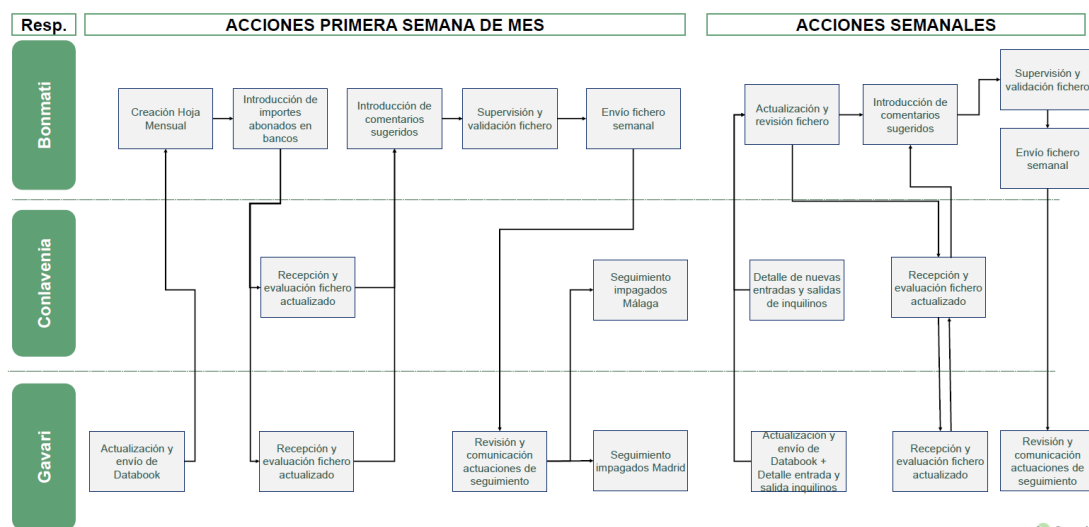 Resp.
ACCIONES PRIMERA SEMANA DE MES
ACCIONES SEMANALES
Bonmati
Creación Hoja
Mensual
Introducción de
importes
abonados en
bancos
Introducción de
comentarios
sugeridos
Supervisión y
validación fichero
Envío fichero
semanal
Actualización y
revisión fichero
Introducción de
comentarios
sugeridos
Supervisión y
validación fichero
Envío fichero
semanal
Conlavenia
Recepción y
evaluación fichero
actualizado
Seguimiento
impagados
Málaga
Detalle de nuevas
entradas y salidas
de inquilinos
Recepción y
evaluación fichero
actualizado
Gavari
Actualización y
envío de
Databook
Recepción y
evaluación fichero
actualizado
Revisión y
comunicación
actuaciones de
seguimiento
Seguimiento
impagados Madrid
Actualización y
envío de
Databook +
Detalle entrada y
salida inquilinos
Recepción y
evaluación fichero
actualizado
Revisión y
comunicación
actuaciones de
seguimiento